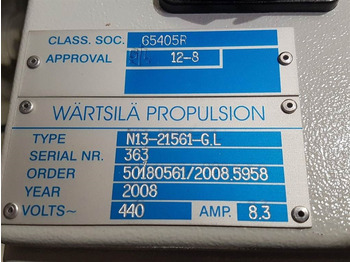 CLASS. SOC. G5405R
APPROVAL 12-8
WÄRTSILÄ PROPULSION
TYPE N13-21561-G.L
SERIAL NR. 363
ORDER 50180561/2008.5958
YEAR 2008
VOLTS~ 440 AMP. 8.3